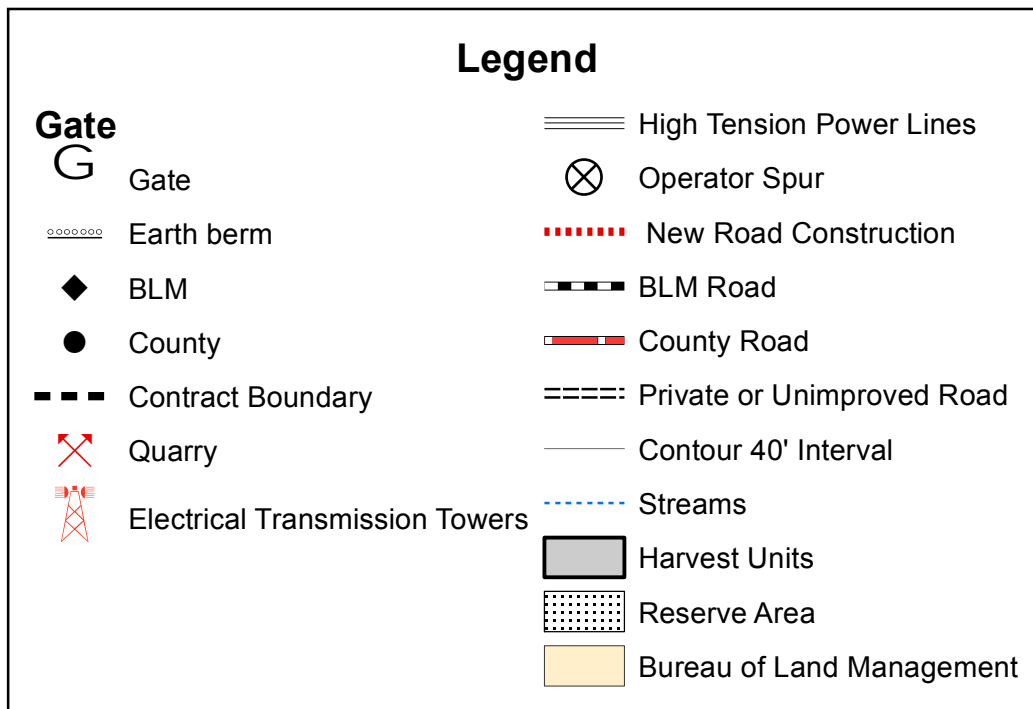 Legend
Gate
G
Gate
Earth berm
BLM
County
Contract Boundary
Quarry
Electrical Transmission Towers
High Tension Power Lines
Operator Spur
New Road Construction
BLM Road
County Road
Private or Unimproved Road
Contour 40' Interval
Streams
Harvest Units
Reserve Area
Bureau of Land Management